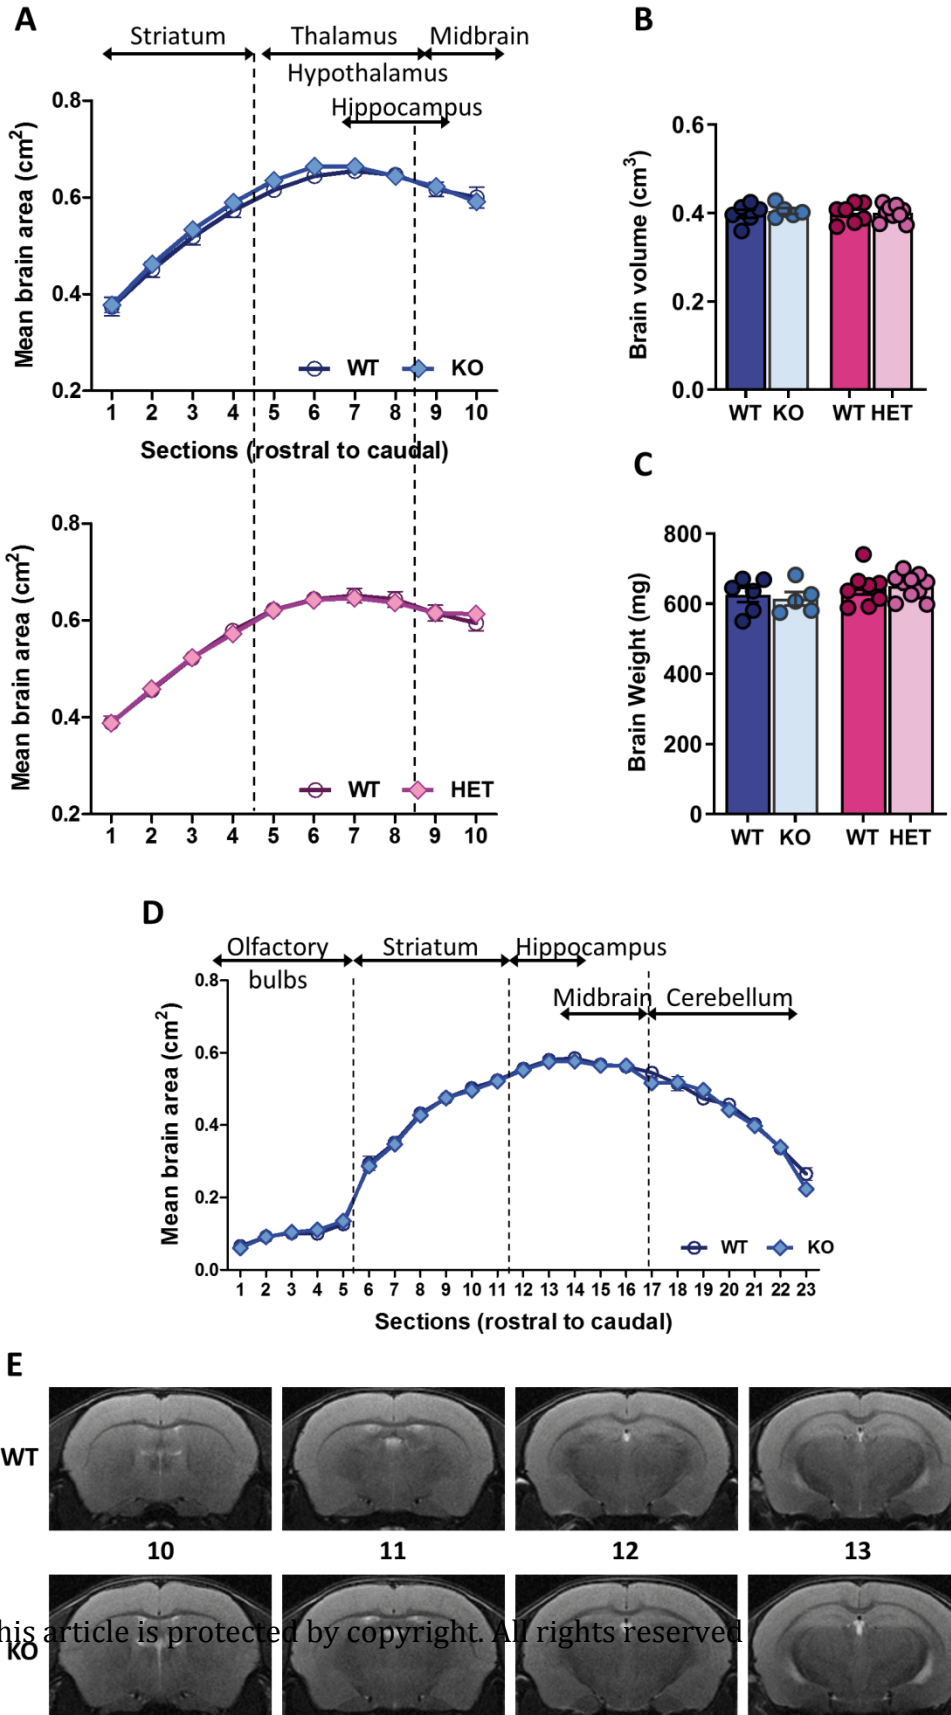 A
Striatum
Thalamus
Midbrain
Hypothalamus
Hippocampus
Mean brain area (cm²)
0.8
0.6
0.4
0.2
WT
KO
1 2 3 4 5 6 7 8 9 10
Sections (rostral to caudal)
Mean brain area (cm²)
0.8
0.6
0.4
0.2
WT
HET
1 2 3 4 5 6 7 8 9 10
B
Brain volume (cm³)
0.6
0.4
0.2
0.0
WT KO WT HET
C
Brain Weight (mg)
800
600
400
200
0
WT KO WT HET
D
Olfactory
bulbs
Striatum
Hippocampus
Midbrain
Cerebellum
Mean brain area (cm²)
0.8
0.6
0.4
0.2
0.0
WT
KO
1 2 3 4 5 6 7 8 9 10 11 12 13 14 15 16 17 18 19 20 21 22 23
Sections (rostral to caudal)
E
WT
10 11 12 13
KO
his article is protected by copyright. All rights reserved